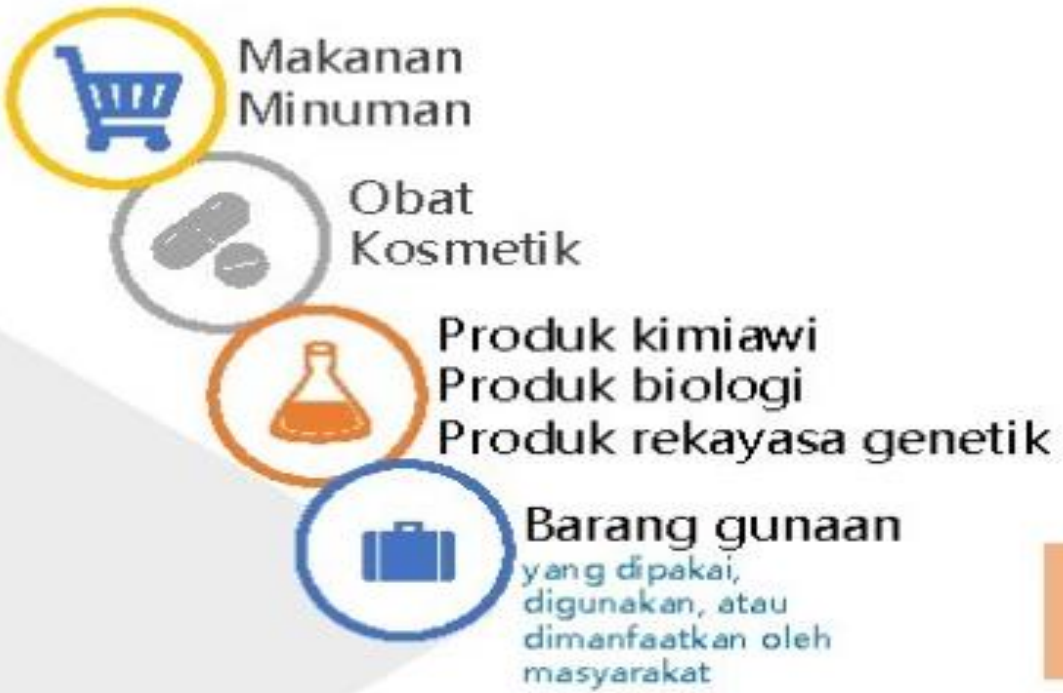 Makanan
Minuman
Obat
Kosmetik
Produk kimiawi
Produk biologi
Produk rekayasa genetik
Barang gunaan
yang dipakai,
digunakan, atau
dimanfaatkan oleh
masyarakat